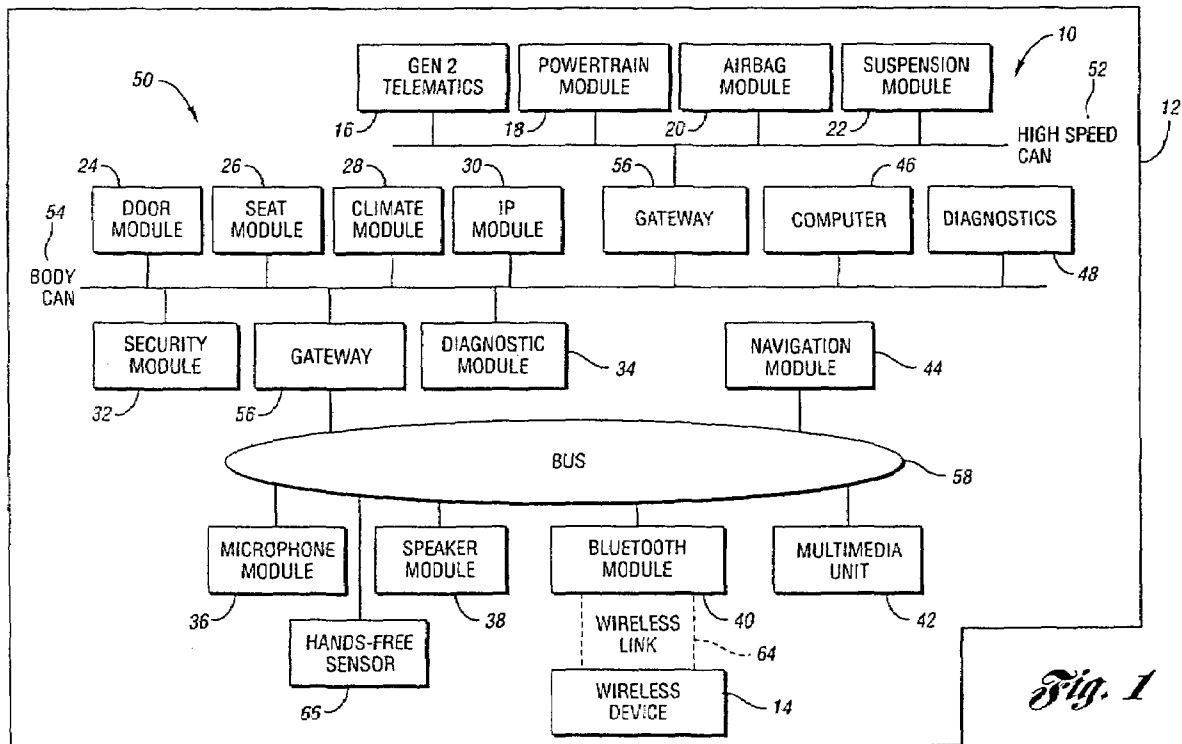 10
50
GEN 2
TELEMATICS
POWERTRAIN
MODULE
AIRBAG
MODULE
SUSPENSION
MODULE
52
12
16
18
20
22
HIGH SPEED
CAN
24
26
28
30
56
46
54
DOOR
MODULE
SEAT
MODULE
CLIMATE
MODULE
IP
MODULE
GATEWAY
COMPUTER
DIAGNOSTICS
48
BODY
CAN
SECURITY
MODULE
GATEWAY
DIAGNOSTIC
MODULE
NAVIGATION
MODULE
32
56
34
44
BUS
58
MICROPHONE
MODULE
SPEAKER
MODULE
BLUETOOTH
MODULE
MULTIMEDIA
UNIT
36
38
40
42
HANDS-FREE
SENSOR
WIRELESS
LINK
64
66
WIRELESS
DEVICE
14
Fig. 1